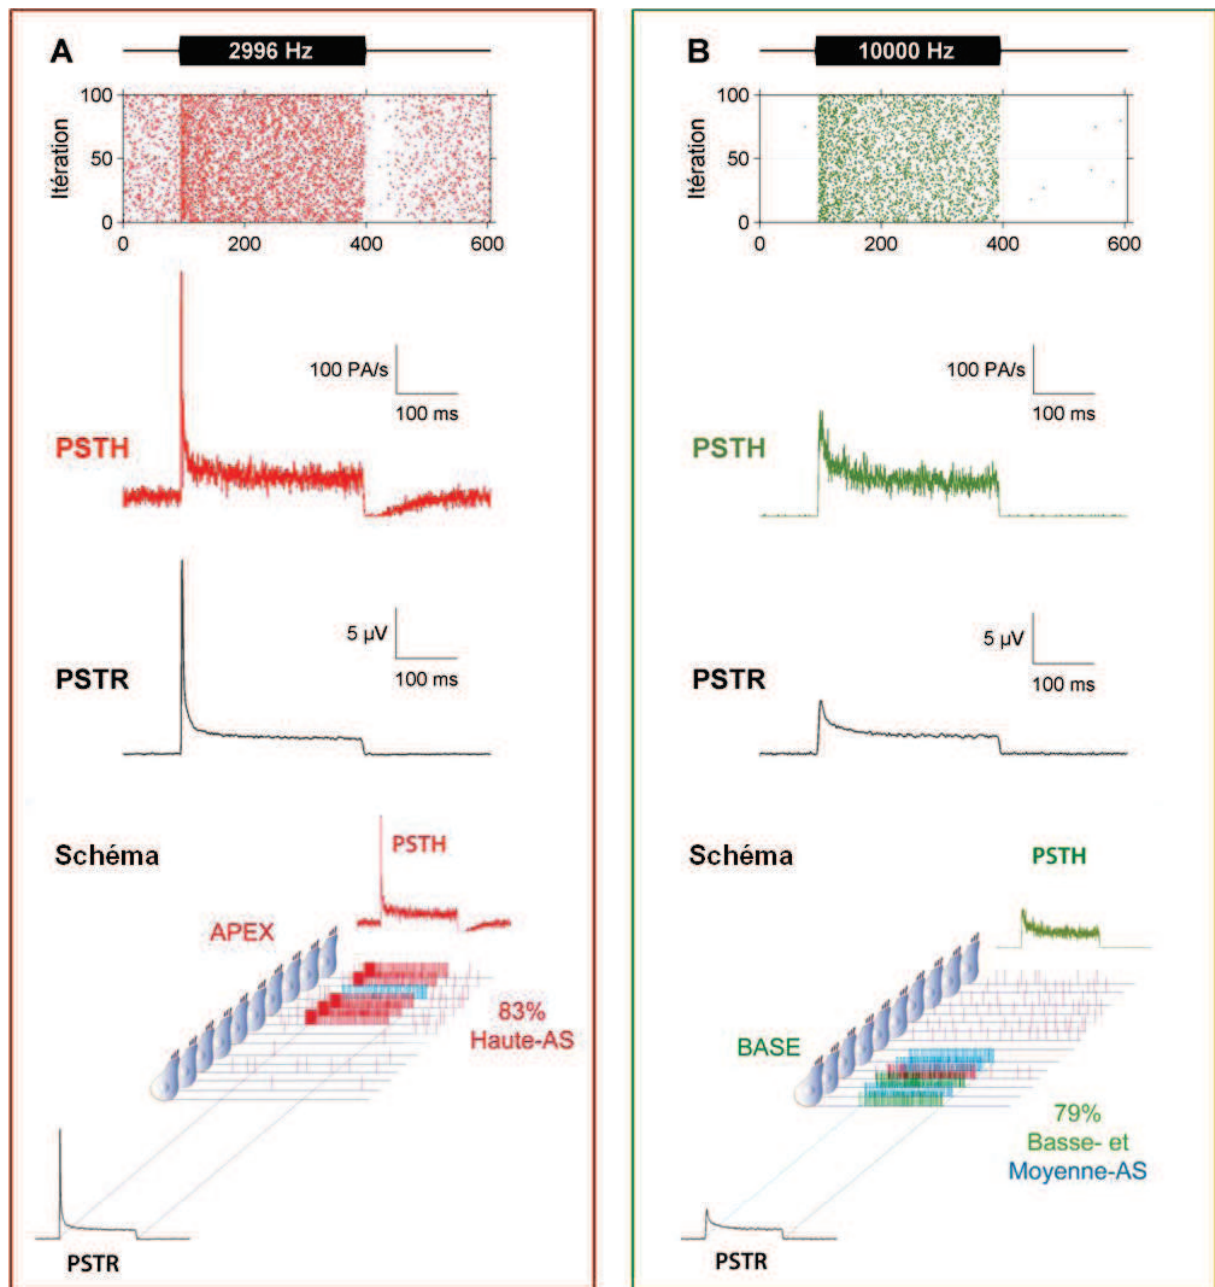 A
2996 Hz
100
50
0
Itération
0 200 400 600
100 PA/s
100 ms
PSTH
5 µV
100 ms
PSTR
Schéma
PSTH
APEX
83%
Haute-AS
PSTR
B
10000 Hz
100
50
0
Itération
0 200 400 600
100 PA/s
100 ms
PSTH
5 µV
100 ms
PSTR
Schéma
PSTH
BASE
79%
Basse- et
Moyenne-AS
PSTR